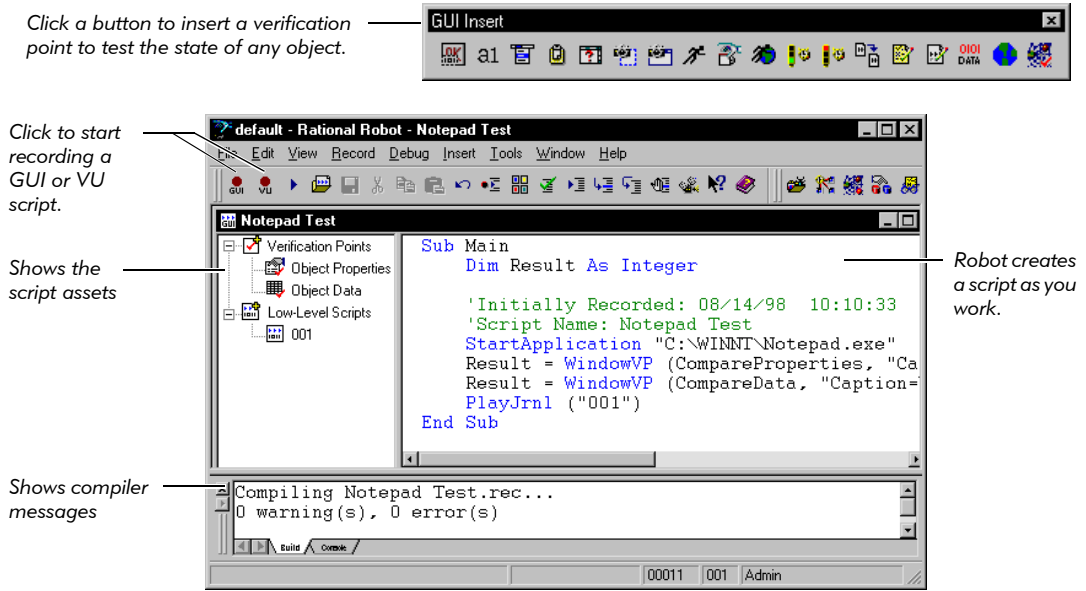 Click a button to insert a verification
point to test the state of any object.
GUI Insert
a1
OIOI
DATA
Click to start
recording a
GUI or VU
script.
default - Rational Robot - Notepad Test
File Edit View Record Debug Insert Tools Window Help
GUI VU
GUI Notepad Test
Shows the
script assets
Verification Points
Object Properties
Object Data
Low-Level Scripts
001
Sub Main
Dim Result As Integer
'Initially Recorded: 08/14/98 10:10:33
'Script Name: Notepad Test
StartApplication "C:\WINNT\Notepad.exe"
Result = WindowVP (CompareProperties, "Ca
Result = WindowVP (CompareData, "Caption=
PlayJrnl ("001")
End Sub
Robot creates
a script as you
work.
Shows compiler
messages
Compiling Notepad Test.rec...
0 warning(s), 0 error(s)
Build Console
00011 001 Admin